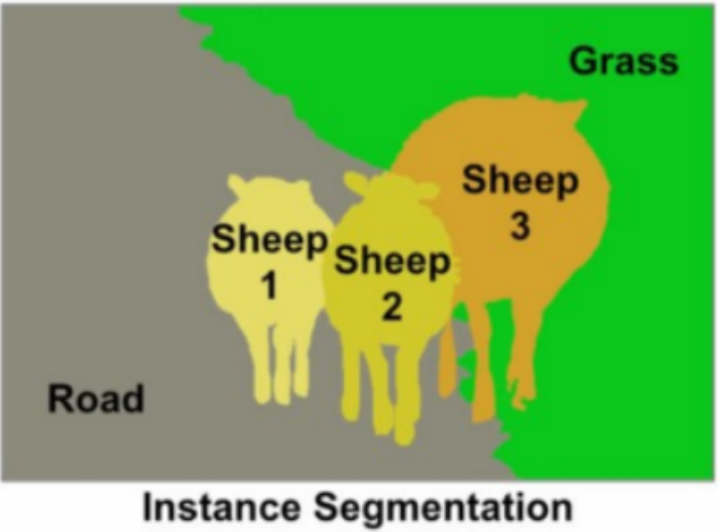 Grass
Sheep
3
Sheep
1
Sheep
2
Road
Instance Segmentation